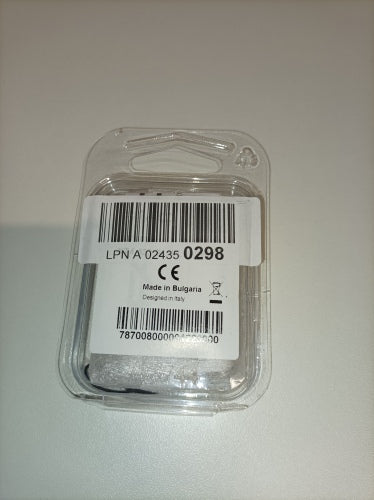 LPN A 02435 0298
CE
Made in Bulgaria
Designed in Italy